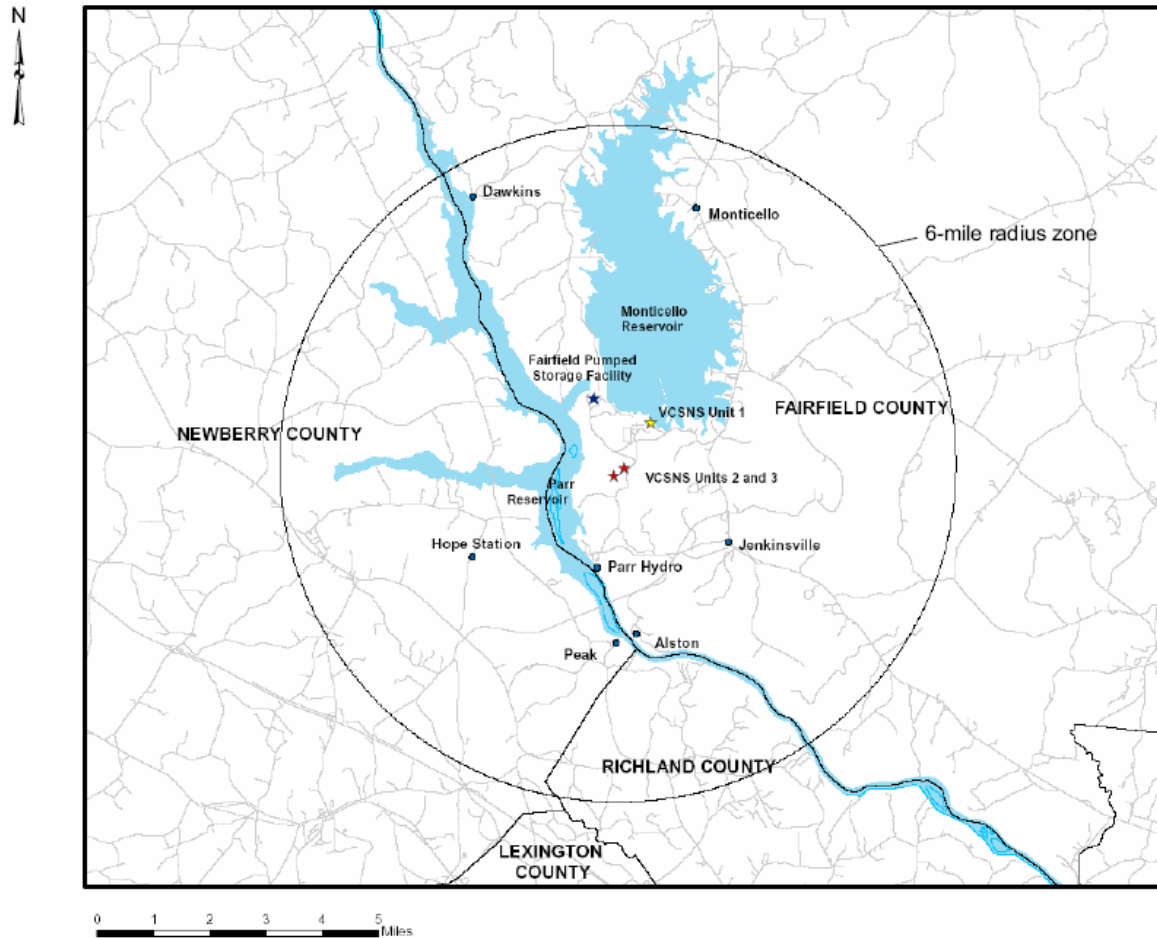 N
Dawkins
Monticello
6-mile radius zone
Monticello
Reservoir
Fairfield Pumped
Storage Facility
VCSNS Unit 1
FAIRFIELD COUNTY
NEWBERRY COUNTY
VCSNS Units 2 and 3
Parr
Reservoir
Hope Station
Jenkinsville
Parr Hydro
Alston
Peak
RICHLAND COUNTY
LEXINGTON
COUNTY
0 1 2 3 4 5
Miles